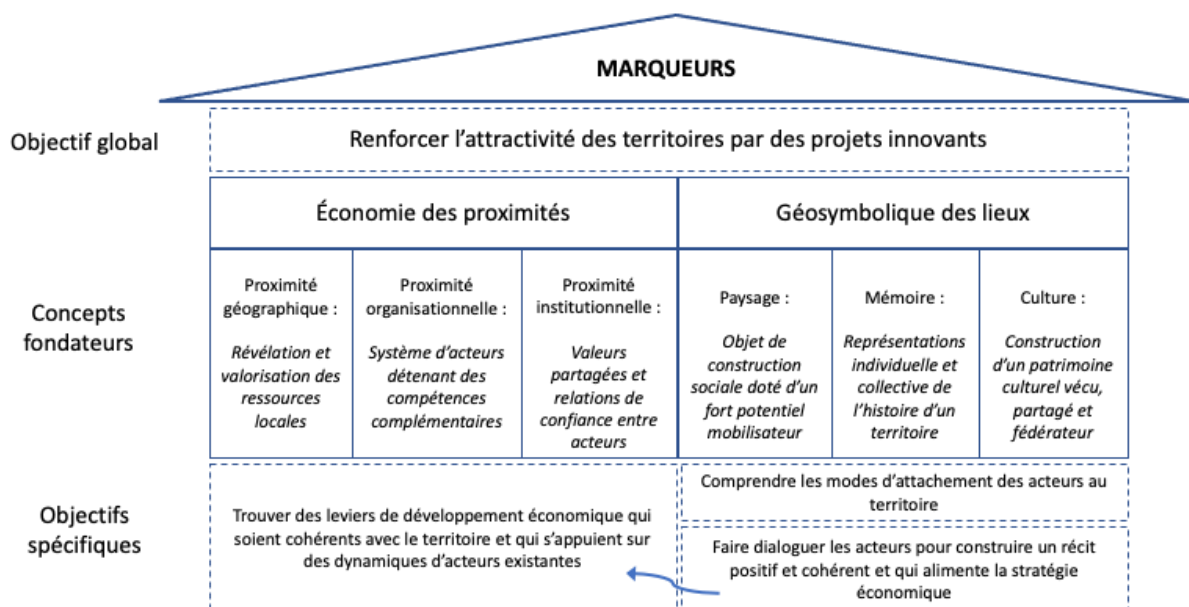 MARQUEURS
Objectif global
Renforcer l'attractivité des territoires par des projets innovants
Économie des proximités
Géosymbolique des lieux
Concepts
fondateurs
Proximité
géographique :
Révélation et
valorisation des
ressources
locales
Proximité
organisationnelle :
Système d'acteurs
détenant des
compétences
complémentaires
Proximité
institutionnelle :
Valeurs
partagées et
relations de
confiance entre
acteurs
Paysage :
Objet de
construction
sociale doté d'un
fort potentiel
mobilisateur
Mémoire :
Représentations
individuelle et
collective de
l'histoire d'un
territoire
Culture :
Construction
d'un patrimoine
culturel vécu,
partagé et
fédérateur
Objectifs
spécifiques
Trouver des leviers de développement économique qui
soient cohérents avec le territoire et qui s'appuient sur
des dynamiques d'acteurs existantes
Comprendre les modes d'attachement des acteurs au
territoire
Faire dialoguer les acteurs pour construire un récit
positif et cohérent et qui alimente la stratégie
économique